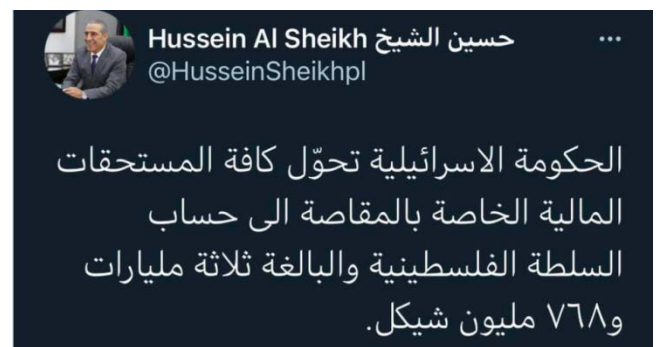 Hussein Al Sheikh حسين الشيخ
@HusseinSheikhpl
الحكومة الاسرائيلية تحوّل كافة المستحقات
المالية الخاصة بالمقاصة الى حساب
السلطة الفلسطينية والبالغة ثلاثة مليارات
و٧٦٨ مليون شيكل.